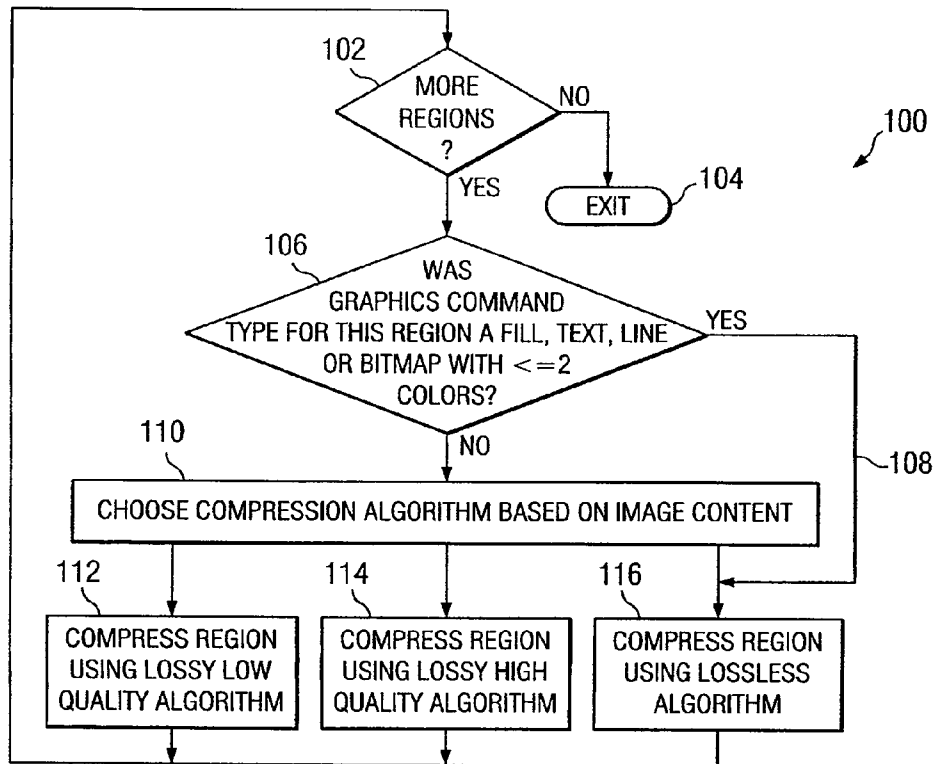 102
MORE
REGIONS
?
NO
100
YES
EXIT
104
106
WAS
GRAPHICS COMMAND
TYPE FOR THIS REGION A FILL, TEXT, LINE
OR BITMAP WITH <=2
COLORS?
YES
NO
108
110
CHOOSE COMPRESSION ALGORITHM BASED ON IMAGE CONTENT
112
COMPRESS REGION
USING LOSSY LOW
QUALITY ALGORITHM
114
COMPRESS REGION
USING LOSSY HIGH
QUALITY ALGORITHM
116
COMPRESS REGION
USING LOSSLESS
ALGORITHM